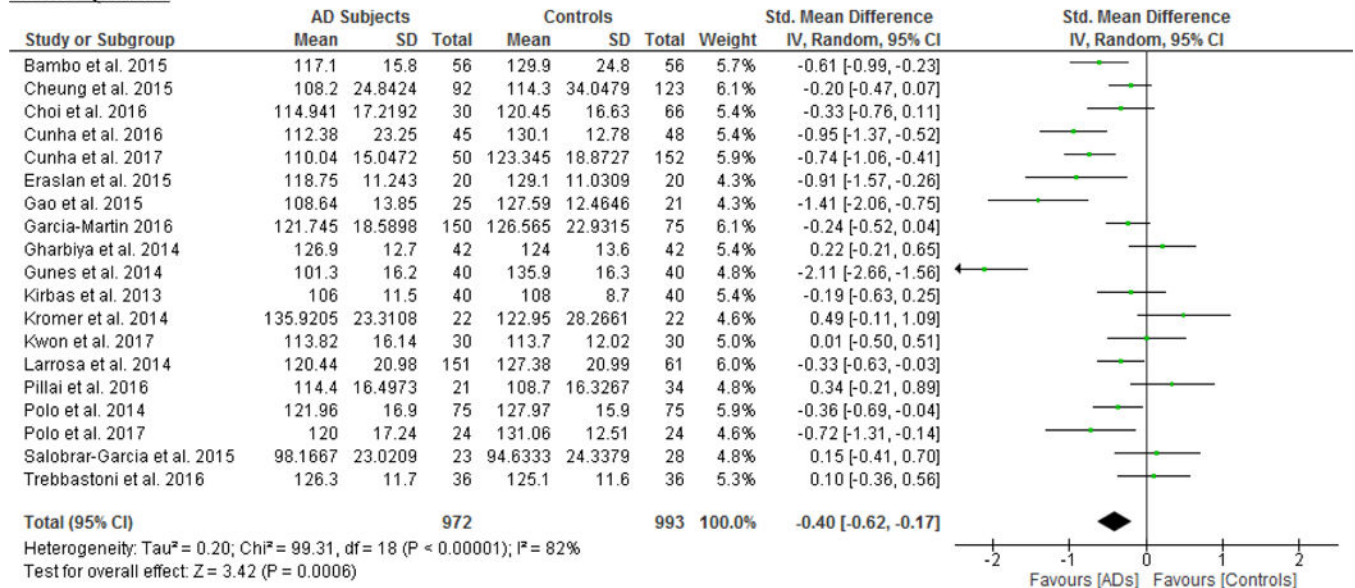 AD Subjects Controls Std. Mean Difference Std. Mean Difference
Study or Subgroup Mean SD Total Mean SD Total Weight IV, Random, 95% CI IV, Random, 95% CI
Bambo et al. 2015 117.1 15.8 56 129.9 24.8 56 5.7% -0.61 [-0.99, -0.23]
Cheung et al. 2015 108.2 24.8424 92 114.3 34.0479 123 6.1% -0.20 [-0.47, 0.07]
Choi et al. 2016 114.941 17.2192 30 120.45 16.63 66 5.4% -0.33 [-0.76, 0.11]
Cunha et al. 2016 112.38 23.25 45 130.1 12.78 48 5.4% -0.95 [-1.37, -0.52]
Cunha et al. 2017 110.04 15.0472 50 123.345 18.8727 152 5.9% -0.74 [-1.06, -0.41]
Eraslan et al. 2015 118.75 11.243 20 129.1 11.0309 20 4.3% -0.91 [-1.57, -0.26]
Gao et al. 2015 108.64 13.85 25 127.59 12.4646 21 4.3% -1.41 [-2.06, -0.75]
Garcia-Martin 2016 121.745 18.5898 150 126.565 22.9315 75 6.1% -0.24 [-0.52, 0.04]
Gharbiya et al. 2014 126.9 12.7 42 124 13.6 42 5.4% 0.22 [-0.21, 0.65]
Gunes et al. 2014 101.3 16.2 40 135.9 16.3 40 4.8% -2.11 [-2.66, -1.56]
Kirbas et al. 2013 106 11.5 40 108 8.7 40 5.4% -0.19 [-0.63, 0.25]
Kromer et al. 2014 135.9205 23.3108 22 122.95 28.2661 22 4.6% 0.49 [-0.11, 1.09]
Kwon et al. 2017 113.82 16.14 30 113.7 12.02 30 5.0% 0.01 [-0.50, 0.51]
Larrosa et al. 2014 120.44 20.98 151 127.38 20.99 61 6.0% -0.33 [-0.63, -0.03]
Pillai et al. 2016 114.4 16.4973 21 108.7 16.3267 34 4.8% 0.34 [-0.21, 0.89]
Polo et al. 2014 121.96 16.9 75 127.97 15.9 75 5.9% -0.36 [-0.69, -0.04]
Polo et al. 2017 120 17.24 24 131.06 12.51 24 4.6% -0.72 [-1.31, -0.14]
Salobrar-Garcia et al. 2015 98.1667 23.0209 23 94.6333 24.3379 28 4.8% 0.15 [-0.41, 0.70]
Trebbastoni et al. 2016 126.3 11.7 36 125.1 11.6 36 5.3% 0.10 [-0.36, 0.56]
Total (95% CI) 972 993 100.0% -0.40 [-0.62, -0.17]
Heterogeneity: Tau² = 0.20; Chi² = 99.31, df = 18 (P < 0.00001); I² = 82%
Test for overall effect: Z = 3.42 (P = 0.0006)
-2 -1 0 1 2
Favours [ADs] Favours [Controls]